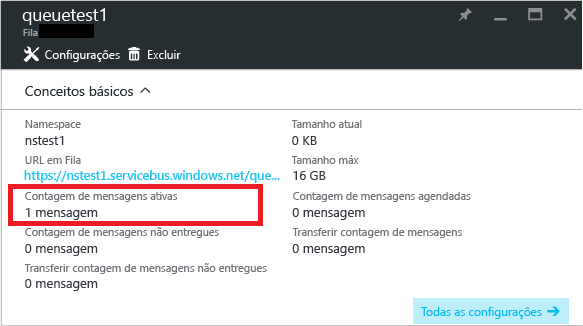 queuetest1
Fila
Configurações
Excluir
Conceitos básicos
Namespace
nstest1
URL em Fila
https://nstest1.servicebus.windows.net/que...
Contagem de mensagens ativas
1 mensagem
Contagem de mensagens não entregues
0 mensagem
Transferir contagem de mensagens não entregues
0 mensagem
Tamanho atual
0 KB
Tamanho máx
16 GB
Contagem de mensagens agendadas
0 mensagem
Transferir contagem de mensagens
0 mensagem
Todas as configurações